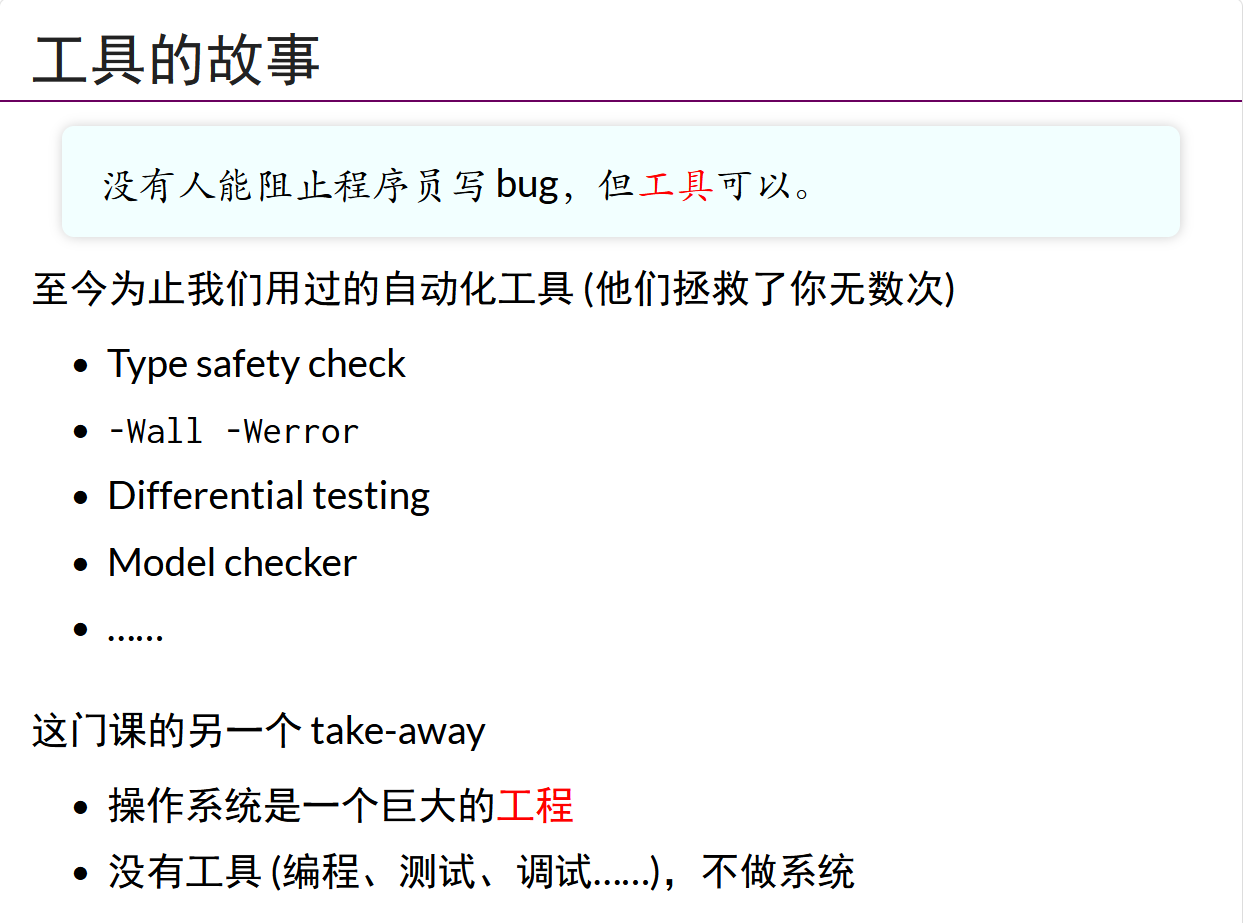 工具的故事
没有人能阻止程序员写 bug，但工具可以。
至今为止我们用过的自动化工具 (他们拯救了你无数次)
• Type safety check
• -Wall -Werror
• Differential testing
• Model checker
• ……
这门课的另一个 take-away
• 操作系统是一个巨大的工程
• 没有工具 (编程、测试、调试……)，不做系统